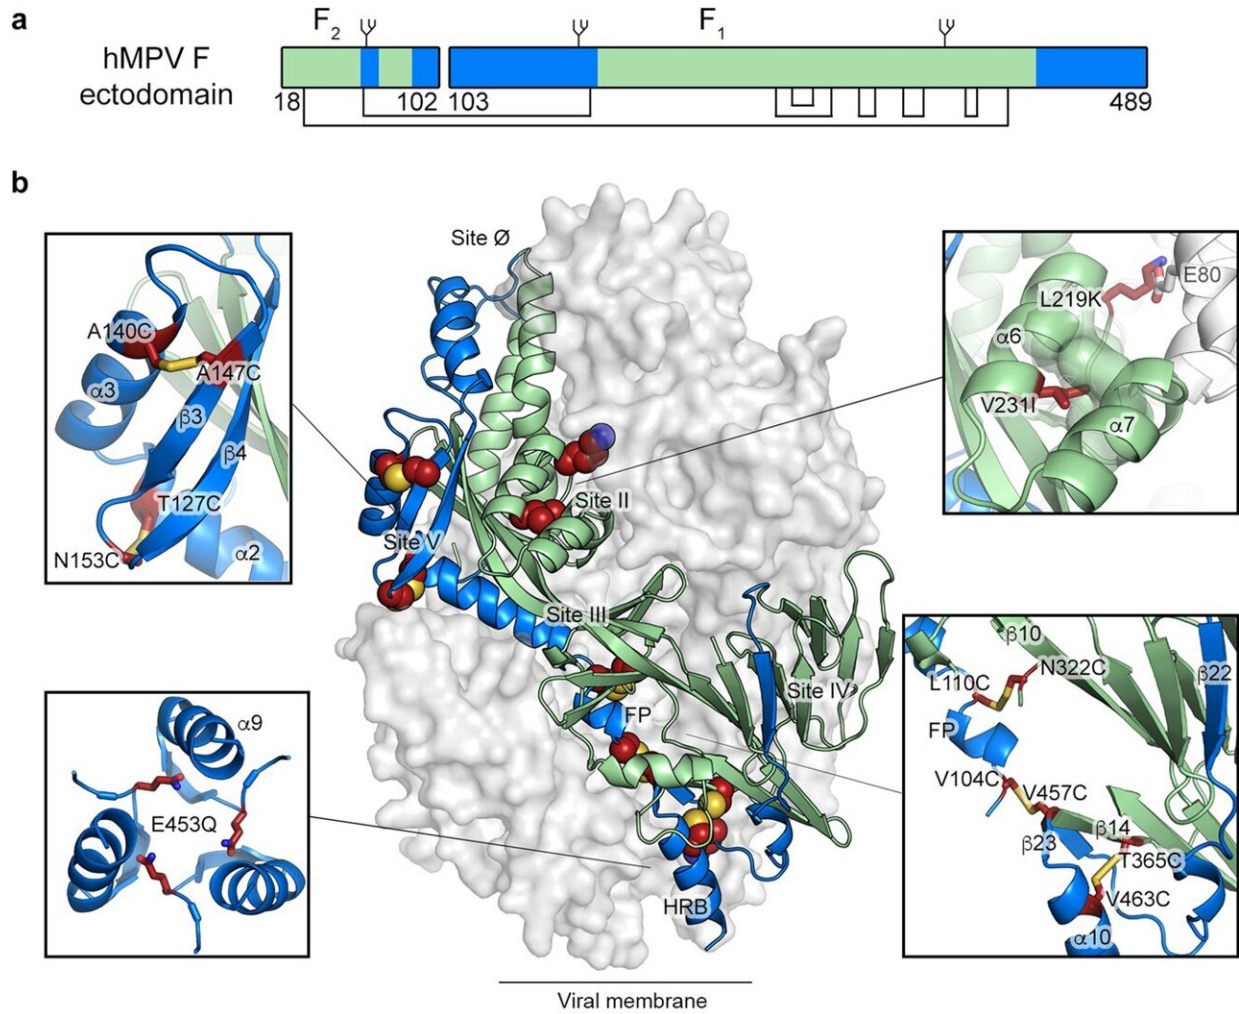 a
F2
F1
hMPV F
ectodomain
18
102
103
489
b
Site Ø
A140C
A147C
α3
β3
β4
T127C
N153C
α2
E80
L219K
α6
V231I
α7
Site II
Site V
Site III
Site IV
FP
HRB
α9
E453Q
β10
N322C
L110C
β22
FP
V104C
V457C
β14
β23
T365C
V463C
α10
Viral membrane